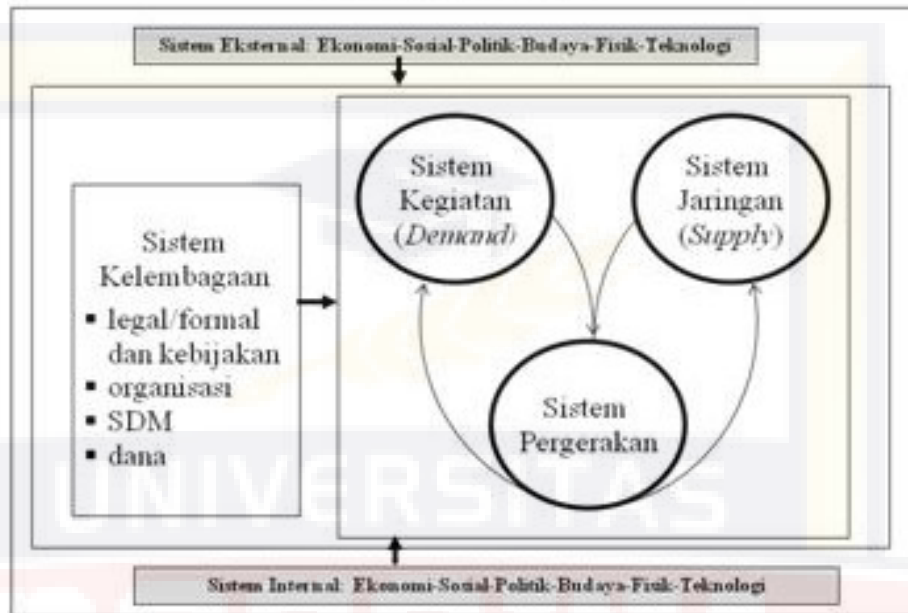 Sistem Eksternal: Ekonomi-Sosial-Politik-Budaya-Fisik-Teknologi
Sistem
Kelembagaan
▪ legal/formal
dan kebijakan
▪ organisasi
▪ SDM
▪ dana
Sistem
Kegiatan
(Demand)
Sistem
Jaringan
(Supply)
Sistem
Pergerakan
UNIVERSITAS
Sistem Internal: Ekonomi-Sosial-Politik-Budaya-Fisik-Teknologi